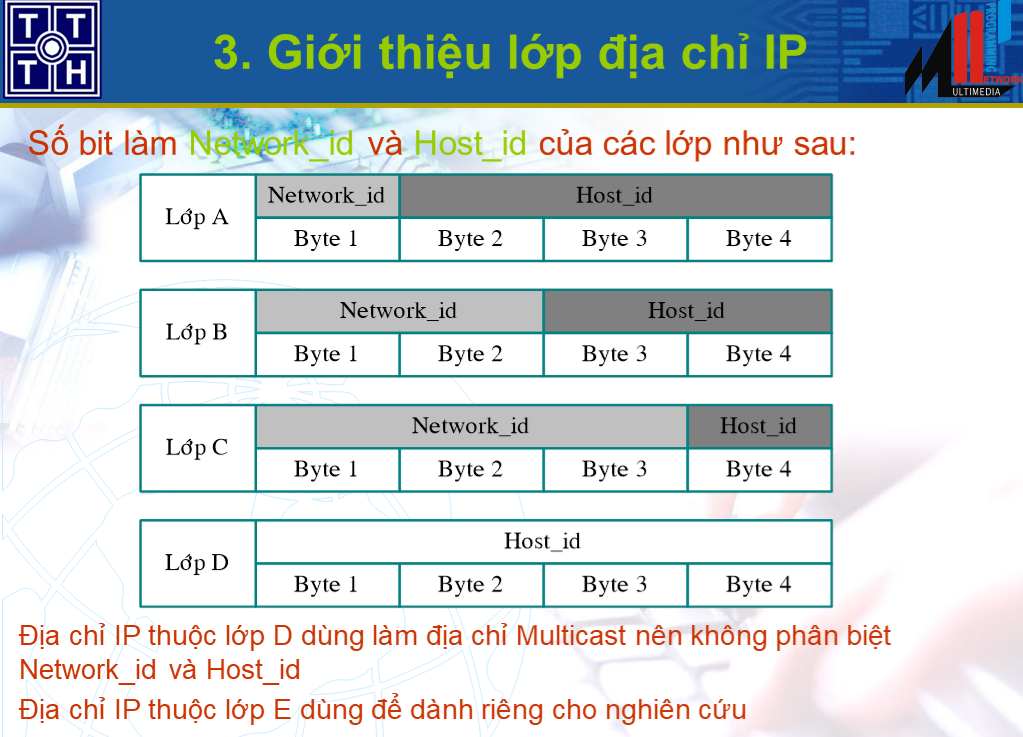 T T
T H
3. Giới thiệu lớp địa chỉ IP
PROGRAMMING
NETWORK
ULTIMEDIA
Số bit làm Network_id và Host_id của các lớp như sau:
Lớp A
Network_id Host_id
Byte 1 Byte 2 Byte 3 Byte 4
Lớp B
Network_id Host_id
Byte 1 Byte 2 Byte 3 Byte 4
Lớp C
Network_id Host_id
Byte 1 Byte 2 Byte 3 Byte 4
Lớp D
Host_id
Byte 1 Byte 2 Byte 3 Byte 4
Địa chỉ IP thuộc lớp D dùng làm địa chỉ Multicast nên không phân biệt
Network_id và Host_id
Địa chỉ IP thuộc lớp E dùng để dành riêng cho nghiên cứu